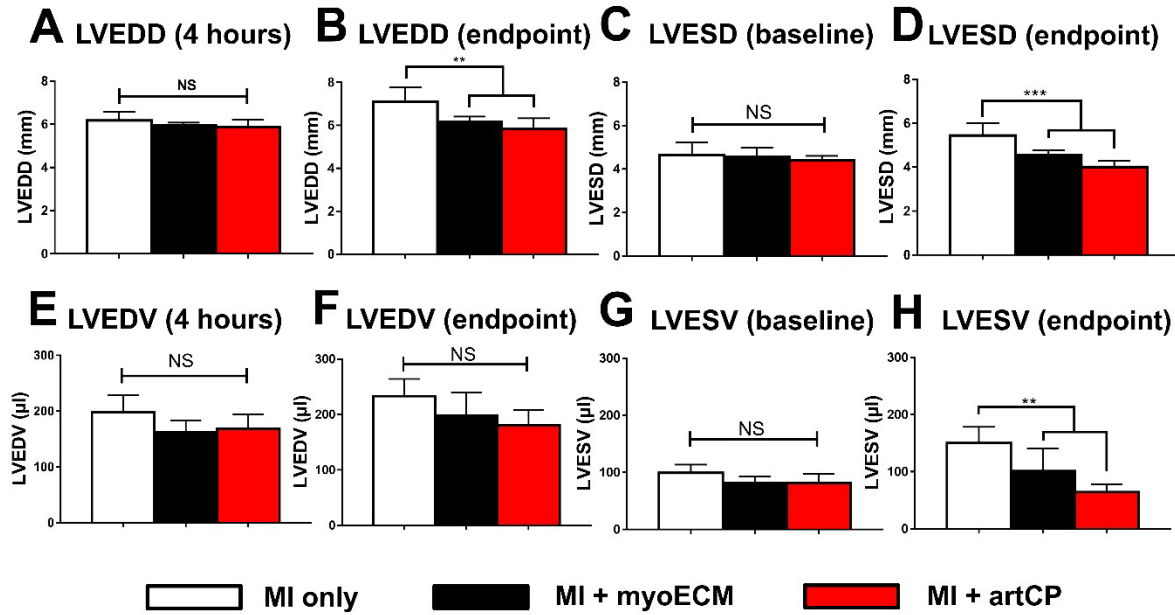 A LVEDD (4 hours)
NS
LVEDD (mm)
8
6
4
2
0
B LVEDD (endpoint)
**
LVEDD (mm)
8
6
4
2
0
C LVESD (baseline)
NS
LVESD (mm)
8
6
4
2
0
D LVESD (endpoint)
***
LVESD (mm)
8
6
4
2
0
E LVEDV (4 hours)
NS
LVEDV (µl)
300
200
100
0
F LVEDV (endpoint)
NS
LVEDV (µl)
300
200
100
0
G LVESV (baseline)
NS
LVESV (µl)
300
200
100
0
H LVESV (endpoint)
**
LVESV (µl)
300
200
100
0
MI only MI + myoECM MI + artCP